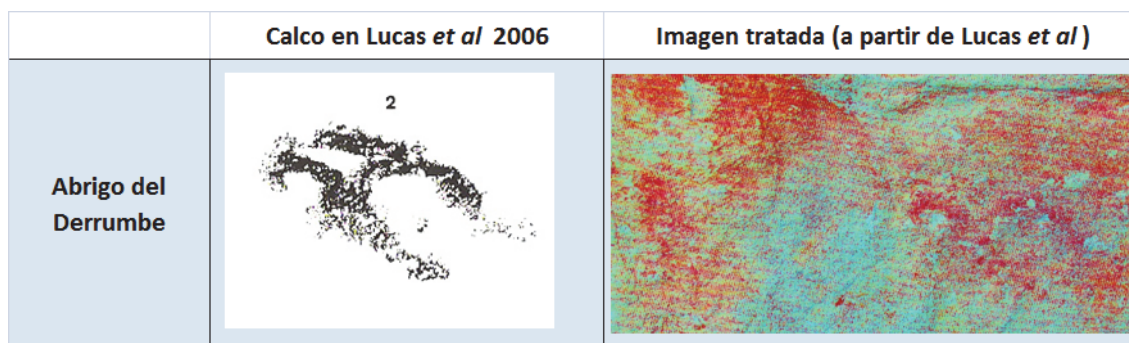 Calco en Lucas et al 2006
Imagen tratada (a partir de Lucas et al )
2
Abrigo del
Derrumbe